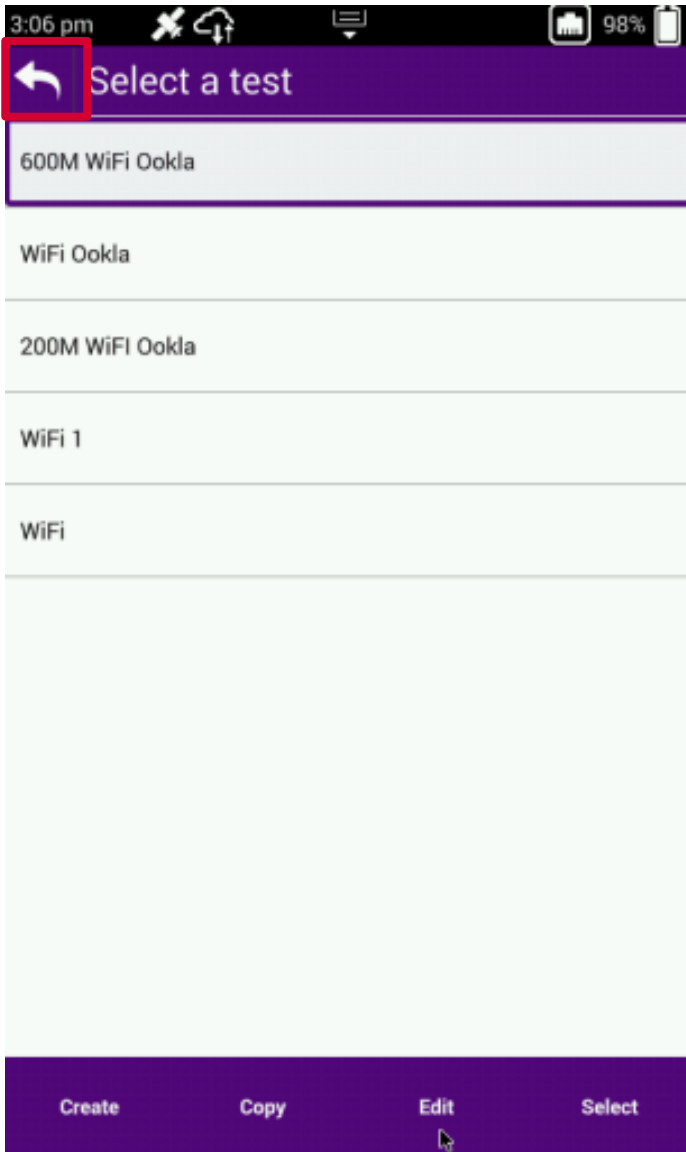 3:06 pm 98%
Select a test
600M WiFi Ookla
WiFi Ookla
200M WiFI Ookla
WiFi 1
WiFi
Create Copy Edit Select